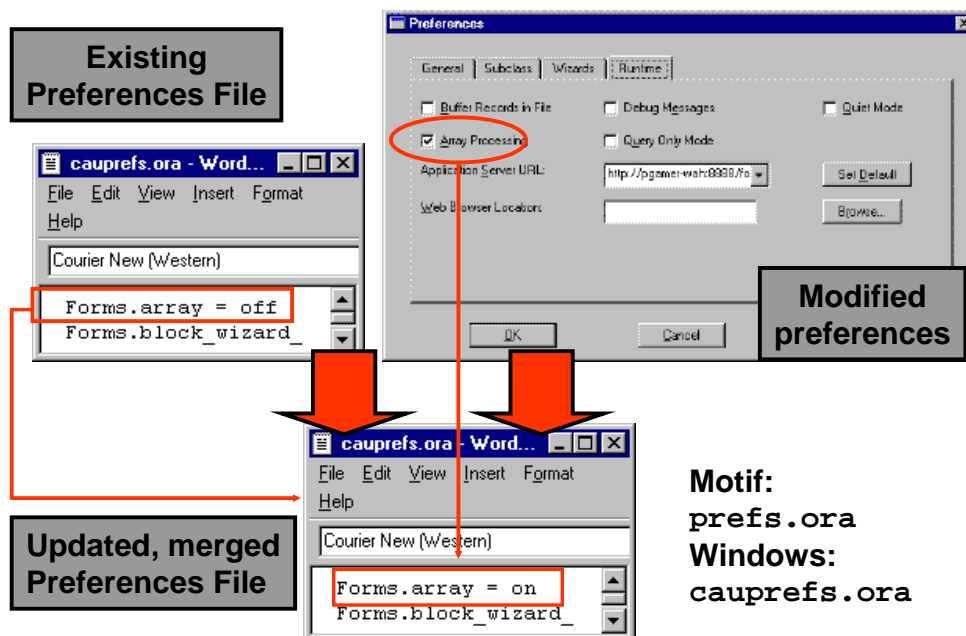 Existing
Preferences File
cauprefs.ora - Word...
File Edit View Insert Format
Help
Courier New (Western)
Forms.array = off
Forms.block_wizard_
Preferences
General Subclass Wizards Runtime
Buffer Records in File Debug Messages Quiet Mode
Array Processing Query Only Mode
Application Server URL: Set Default
Web Browser Location: Browse...
OK Cancel
Modified
preferences
cauprefs.ora - Word...
File Edit View Insert Format
Help
Courier New (Western)
Forms.array = on
Forms.block_wizard_
Updated, merged
Preferences File
Motif:
prefs.ora
Windows:
cauprefs.ora